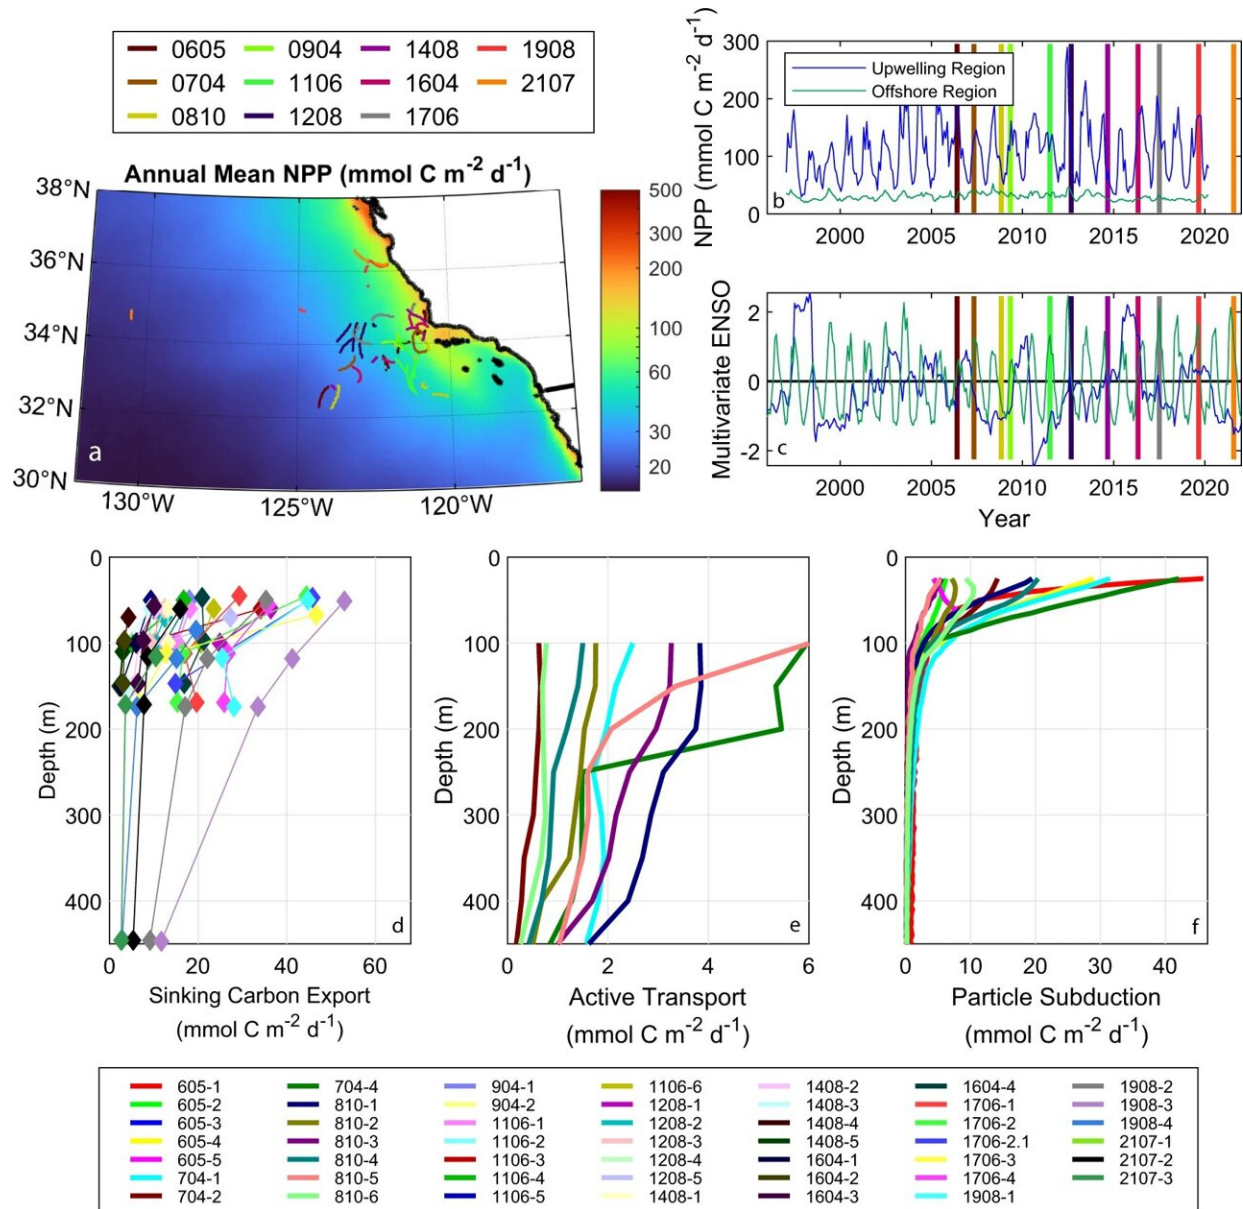 0605 0904 1408 1908
0704 1106 1604 2107
0810 1208 1706
Annual Mean NPP (mmol C m⁻² d⁻¹)
38°N
36°N
34°N
32°N
30°N
130°W 125°W 120°W
a
500
300
200
100
60
30
20
NPP (mmol C m⁻² d⁻¹)
300
200
100
0
Upwelling Region
Offshore Region
b
2000 2005 2010 2015 2020
Multivariate ENSO
2
0
-2
c
2000 2005 2010 2015 2020
Year
Depth (m)
0
100
200
300
400
d
0 20 40 60
Sinking Carbon Export
(mmol C m⁻² d⁻¹)
Depth (m)
0
100
200
300
400
e
0 2 4 6
Active Transport
(mmol C m⁻² d⁻¹)
Depth (m)
0
100
200
300
400
f
0 10 20 30 40
Particle Subduction
(mmol C m⁻² d⁻¹)
605-1 704-4 904-1 1106-6 1408-2 1604-4 1908-2
605-2 810-1 904-2 1208-1 1408-3 1706-1 1908-3
605-3 810-2 1106-1 1208-2 1408-4 1706-2 1908-4
605-4 810-3 1106-2 1208-3 1408-5 1706-2.1 2107-1
605-5 810-4 1106-3 1208-4 1604-1 1706-3 2107-2
704-1 810-5 1106-4 1208-5 1604-2 1706-4 2107-3
704-2 810-6 1106-5 1408-1 1604-3 1908-1